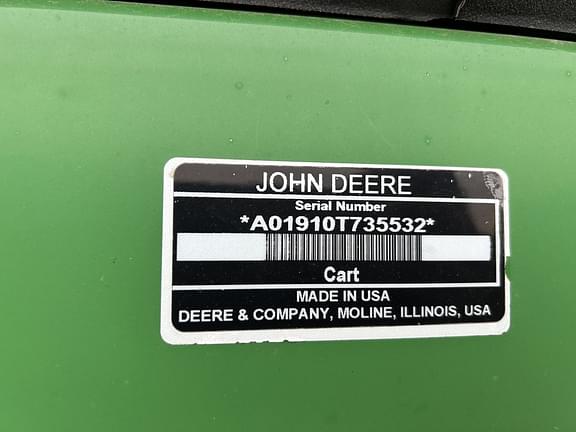 JOHN DEERE
Serial Number
*A01910T735532*
Cart
MADE IN USA
DEERE & COMPANY, MOLINE, ILLINOIS, USA